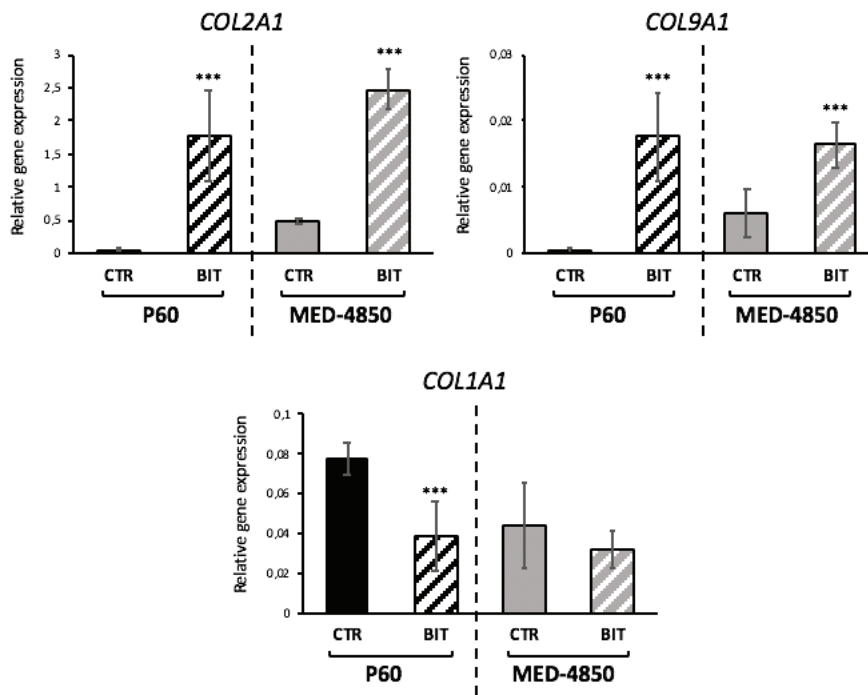 COL2A1
Relative gene expression
3
2,5
2
1,5
1
0,5
0
***
***
CTR
BIT
CTR
BIT
P60
MED-4850
COL9A1
Relative gene expression
0,03
0,02
0,01
0
***
***
CTR
BIT
CTR
BIT
P60
MED-4850
COL1A1
Relative gene expression
0,1
0,08
0,06
0,04
0,02
0
***
CTR
BIT
CTR
BIT
P60
MED-4850